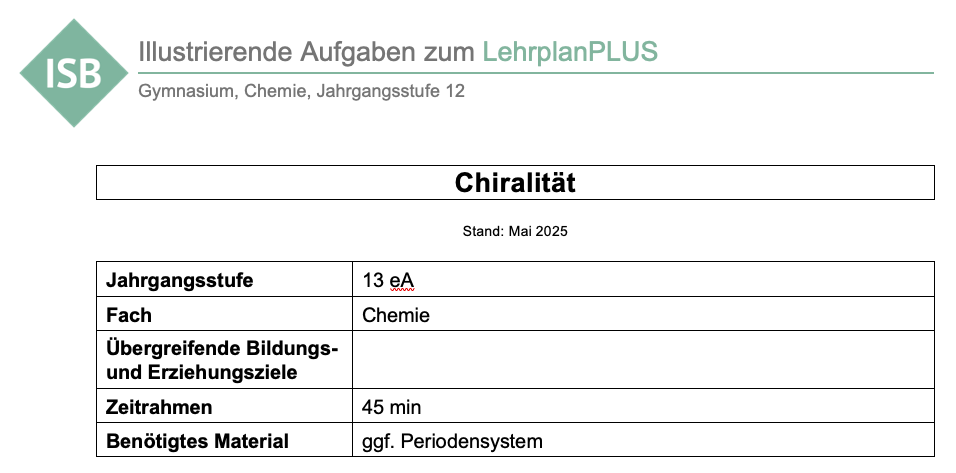 ISB
Illustrierende Aufgaben zum LehrplanPLUS
Gymnasium, Chemie, Jahrgangsstufe 12
Chiralität
Stand: Mai 2025
Jahrgangsstufe 13 eA
Fach Chemie
Übergreifende Bildungs-
und Erziehungsziele
Zeitrahmen 45 min
Benötigtes Material ggf. Periodensystem